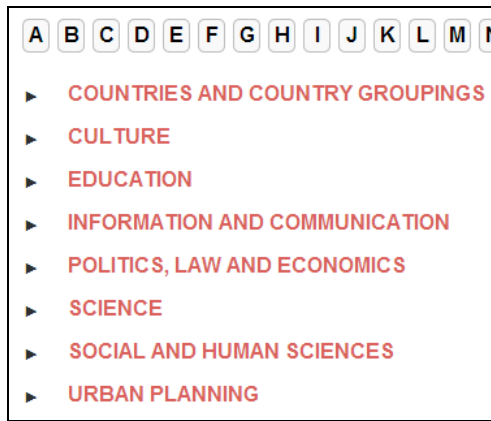 A B C D E F G H I J K L M
COUNTRIES AND COUNTRY GROUPINGS
CULTURE
EDUCATION
INFORMATION AND COMMUNICATION
POLITICS, LAW AND ECONOMICS
SCIENCE
SOCIAL AND HUMAN SCIENCES
URBAN PLANNING